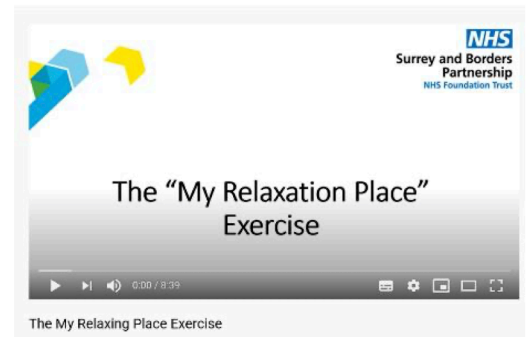 NHS
Surrey and Borders
Partnership
NHS Foundation Trust
The “My Relaxation Place”
Exercise
0:00 / 8:39
The My Relaxing Place Exercise